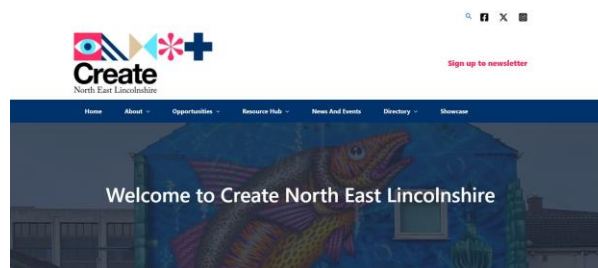 Create
North East Lincolnshire
Sign up to newsletter
Home About Opportunities Resource Hub News And Events Directory Showcase
Welcome to Create North East Lincolnshire